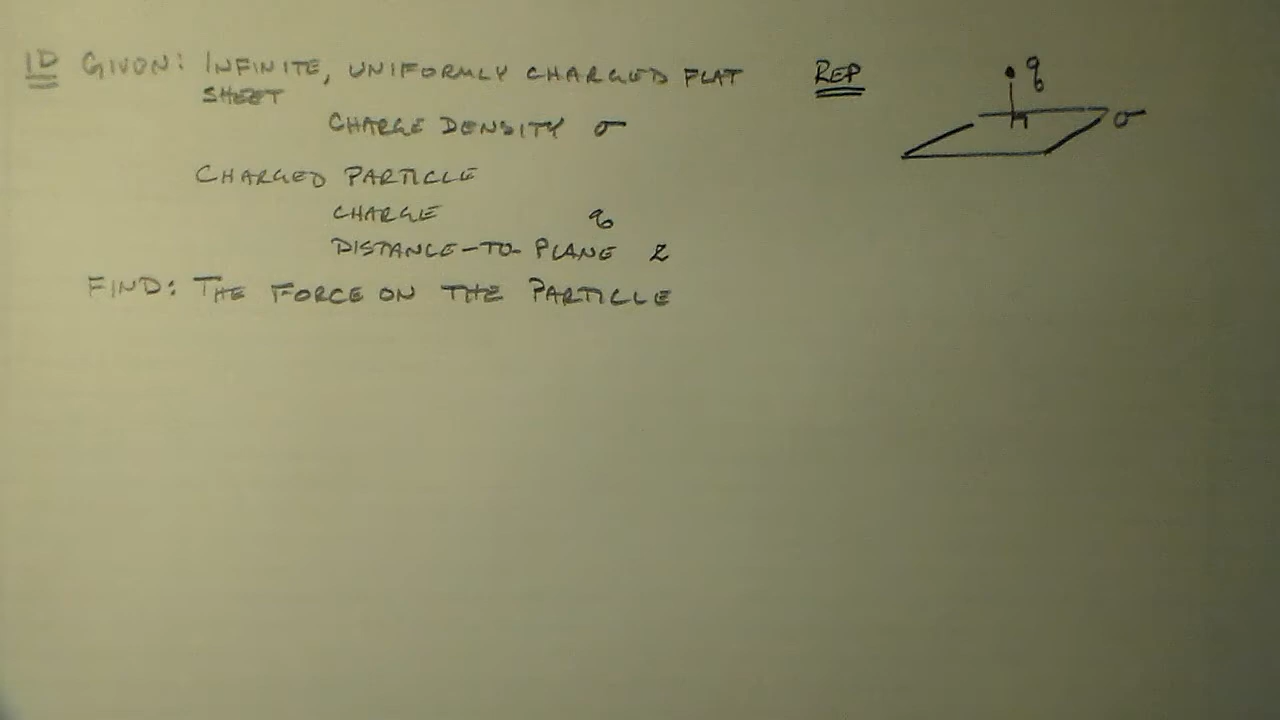 ID GIVEN: INFINITE, UNIFORMLY CHARGED FLAT
SHEET
CHARGE DENSITY σ
CHARGED PARTICLE
CHARGE q
DISTANCE-TO-PLANE z
FIND: THE FORCE ON THE PARTICLE
REP
q
σ